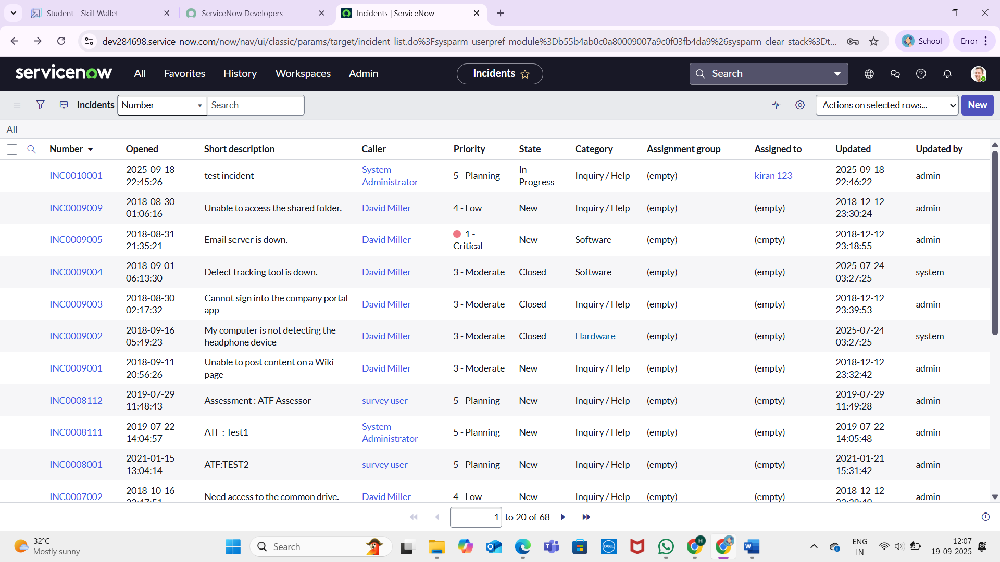 Student - Skill Wallet
ServiceNow Developers
Incidents | ServiceNow
dev284698.service-now.com/now/nav/ui/classic/params/target/incident_list.do%3Fsysparm_userpref_module%3Db55b4ab0c0a80009007a9c0f03fb4da9%26sysparm_clear_stack%3Dt...
School
Error
servicenow
All Favorites History Workspaces Admin
Incidents
Search
Incidents Number Search
Actions on selected rows... New
All
Number Opened Short description Caller Priority State Category Assignment group Assigned to Updated Updated by
INC0010001 2025-09-18 22:45:26 test incident System Administrator 5 - Planning In Progress Inquiry / Help (empty) kiran 123 2025-09-18 22:46:22 admin
INC0009009 2018-08-30 01:06:16 Unable to access the shared folder. David Miller 4 - Low New Inquiry / Help (empty) (empty) 2018-12-12 23:30:24 admin
INC0009005 2018-08-31 21:35:21 Email server is down. David Miller 1 - Critical New Software (empty) (empty) 2018-12-12 23:18:55 admin
INC0009004 2018-09-01 06:13:30 Defect tracking tool is down. David Miller 3 - Moderate Closed Software (empty) (empty) 2025-07-24 03:27:25 system
INC0009003 2018-08-30 02:17:32 Cannot sign into the company portal app David Miller 3 - Moderate Closed Inquiry / Help (empty) (empty) 2018-12-12 23:39:53 admin
INC0009002 2018-09-16 05:49:23 My computer is not detecting the headphone device David Miller 3 - Moderate Closed Hardware (empty) (empty) 2025-07-24 03:27:25 system
INC0009001 2018-09-11 20:56:26 Unable to post content on a Wiki page David Miller 3 - Moderate New Inquiry / Help (empty) (empty) 2018-12-12 23:32:42 admin
INC0008112 2019-07-29 11:48:43 Assessment : ATF Assessor survey user 5 - Planning New Inquiry / Help (empty) (empty) 2019-07-29 11:49:28 admin
INC0008111 2019-07-22 14:04:57 ATF : Test1 System Administrator 5 - Planning New Inquiry / Help (empty) (empty) 2019-07-22 14:05:48 admin
INC0008001 2021-01-15 13:04:14 ATF:TEST2 survey user 5 - Planning New Inquiry / Help (empty) (empty) 2021-01-21 15:31:42 admin
INC0007002 2018-10-16 Need access to the common drive. David Miller 4 - Low New Inquiry / Help (empty) (empty) 2018-12-12 admin
1 to 20 of 68
32°C
Mostly sunny
Search
ENG
IN
12:07
19-09-2025